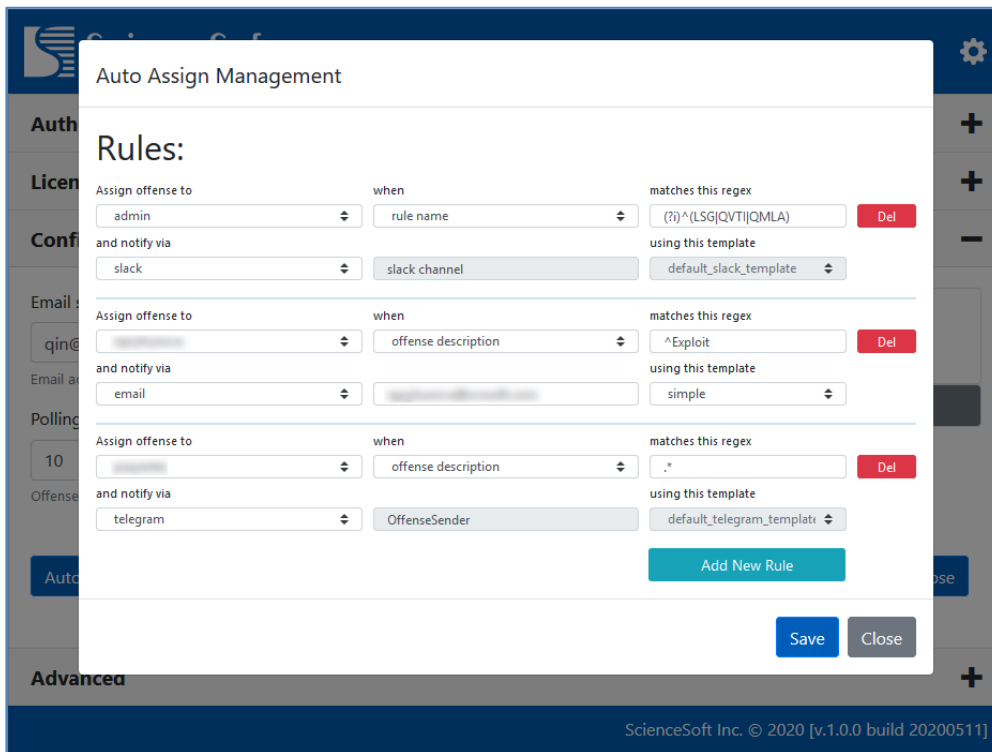 Auto Assign Management
Auth
Rules:
Licen
Assign offense to when matches this regex
admin rule name (?i)^(LSG|QVTI|QMLA) Del
Confi
and notify via using this template
slack slack channel default_slack_template
Email s
Assign offense to when matches this regex
qin@ offense description ^Exploit Del
Email ad
and notify via using this template
email simple
Polling
Assign offense to when matches this regex
10 offense description .* Del
Offense
and notify via using this template
telegram OffenseSender default_telegram_templat
Add New Rule
Auto ose
Save Close
Advanced
ScienceSoft Inc. © 2020 [v.1.0.0 build 20200511]